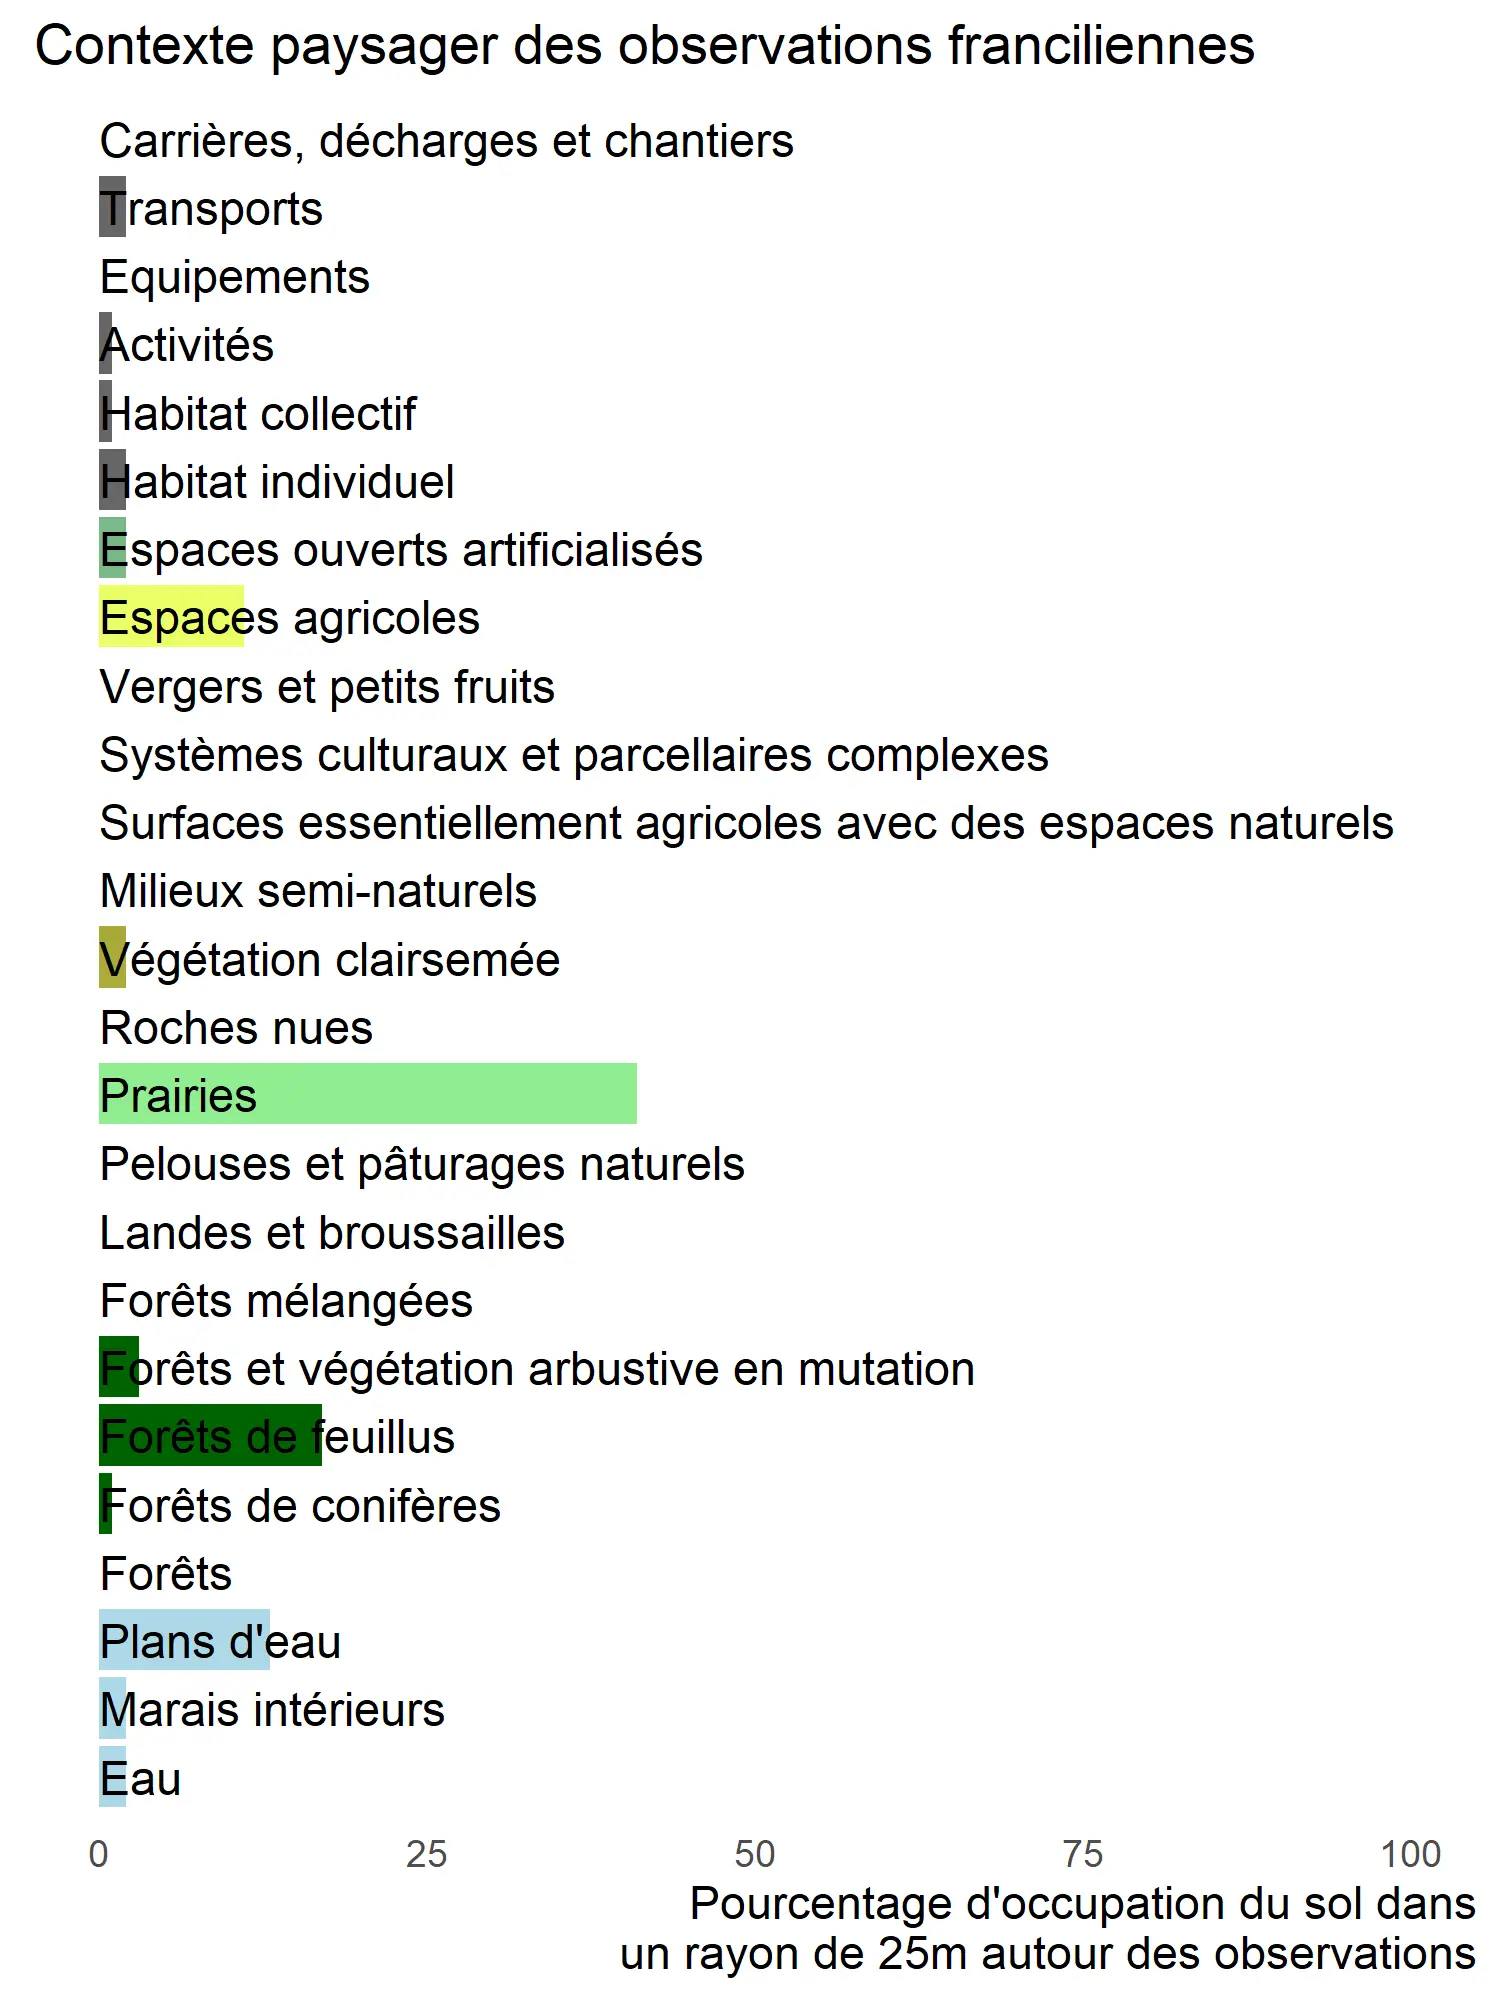 Contexte paysager des observations franciliennes
Carrières, décharges et chantiers
Transports
Equipements
Activités
Habitat collectif
Habitat individuel
Espaces ouverts artificialisés
Espaces agricoles
Vergers et petits fruits
Systèmes culturaux et parcellaires complexes
Surfaces essentiellement agricoles avec des espaces naturels
Milieux semi-naturels
Végétation clairsemée
Roches nues
Prairies
Pelouses et pâturages naturels
Landes et broussailles
Forêts mélangées
Forêts et végétation arbustive en mutation
Forêts de feuillus
Forêts de conifères
Forêts
Plans d'eau
Marais intérieurs
Eau
0 25 50 75 100
Pourcentage d'occupation du sol dans
un rayon de 25m autour des observations